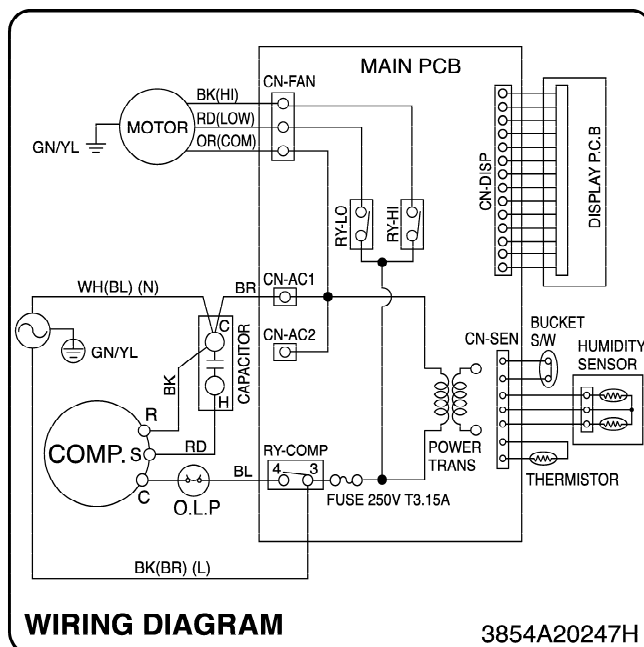 MAIN PCB
CN-FAN
BK(HI)
RD(LOW)
MOTOR
OR(COM)
GN/YL
CN-DISP
DISPLAY P.C.B
RY-LO
RY-HI
WH(BL) (N)
BR
CN-AC1
C
CN-AC2
GN/YL
CAPACITOR
BK
H
CN-SEN
BUCKET
S/W
HUMIDITY
SENSOR
R
COMP.
S
RD
C
RY-COMP
4 3
BL
O.L.P
POWER
TRANS
FUSE 250V T3.15A
THERMISTOR
BK(BR) (L)
WIRING DIAGRAM
3854A20247H